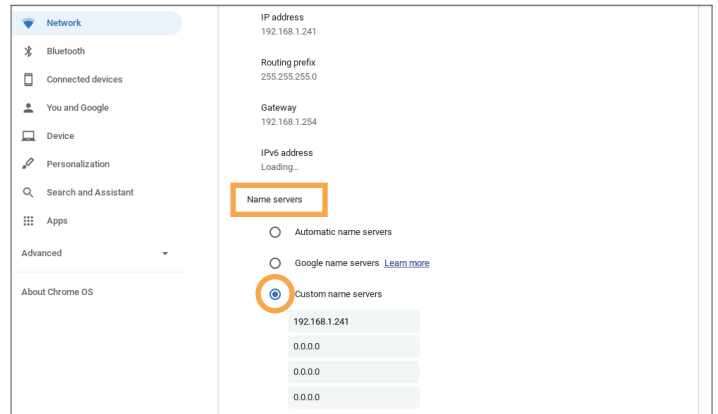 Network
Bluetooth
Connected devices
You and Google
Device
Personalization
Search and Assistant
Apps
Advanced
About Chrome OS
IP address
192.168.1.241
Routing prefix
255.255.255.0
Gateway
192.168.1.254
IPv6 address
Loading...
Name servers
Automatic name servers
Google name servers Learn more
Custom name servers
192.168.1.241
0.0.0.0
0.0.0.0
0.0.0.0